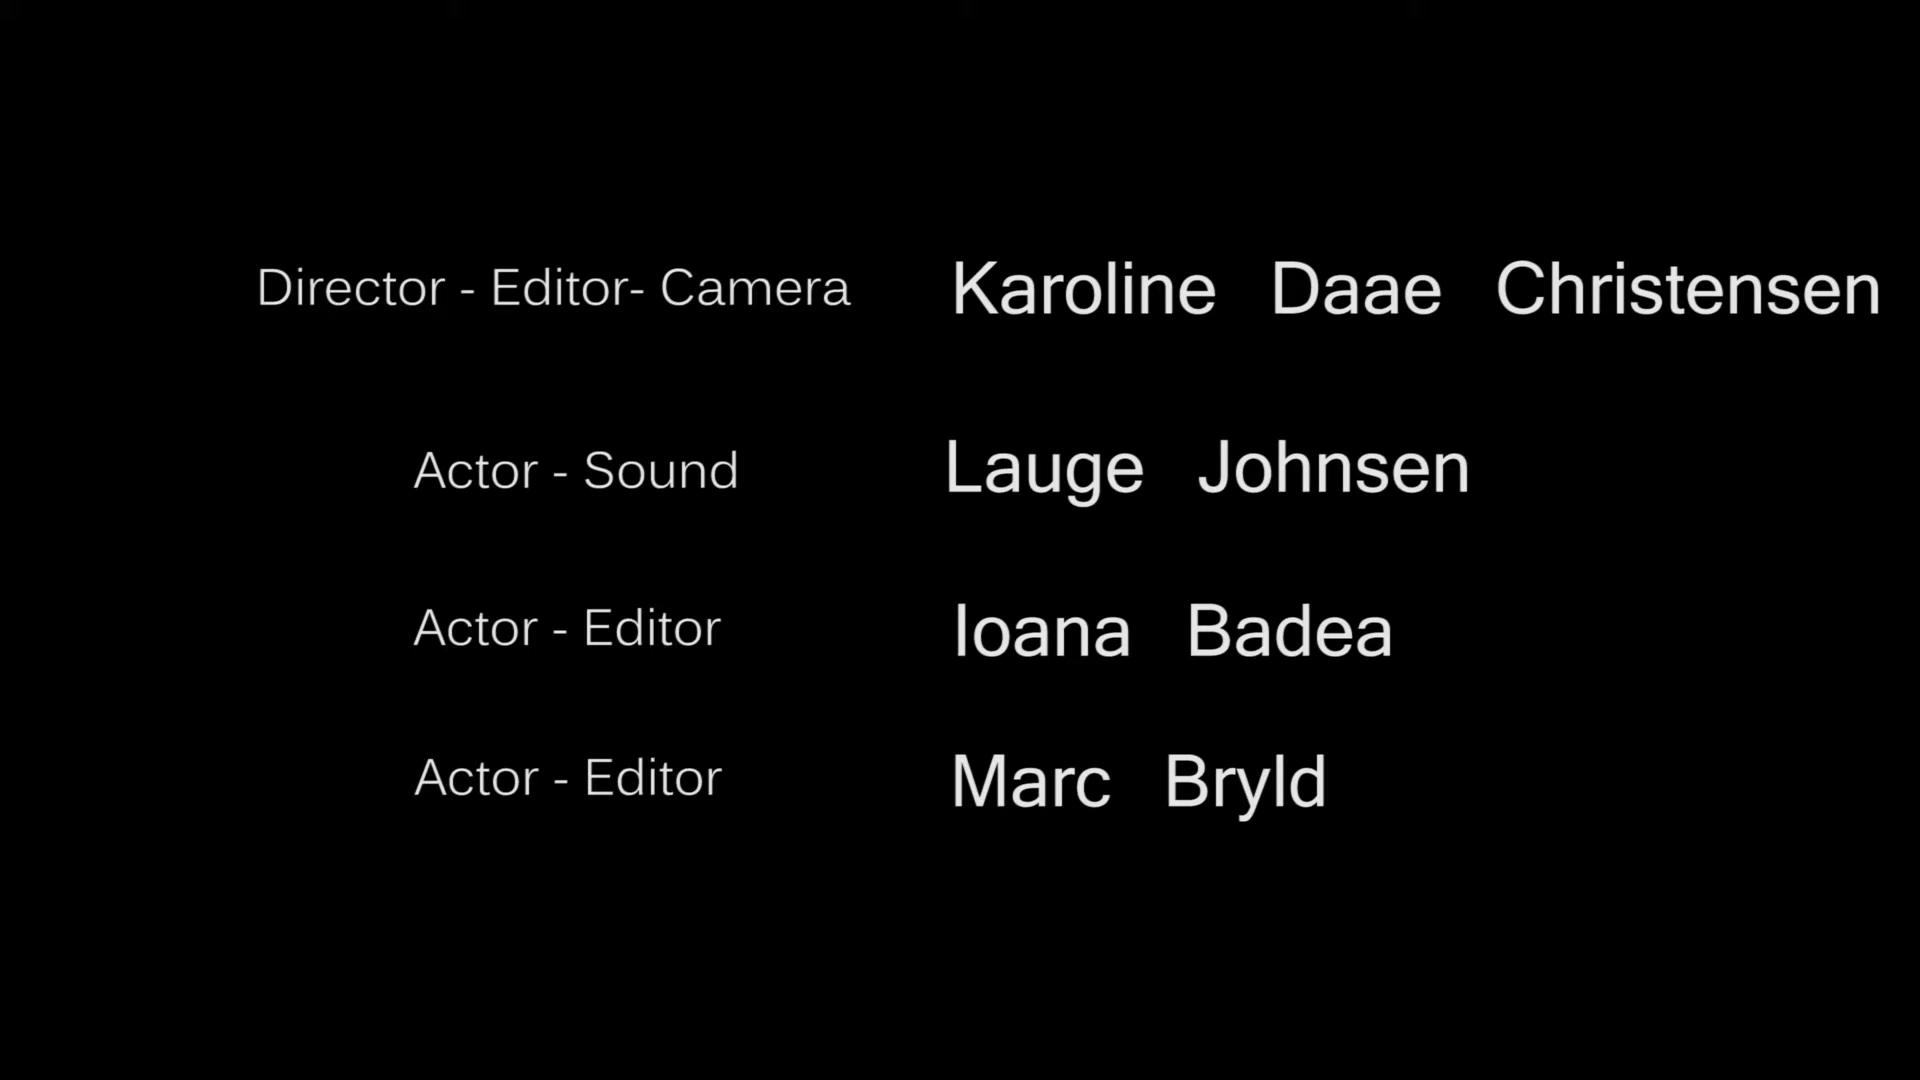 Director - Editor- Camera Karoline Daae Christensen
Actor - Sound Lauge Johnsen
Actor - Editor Ioana Badea
Actor - Editor Marc Bryld